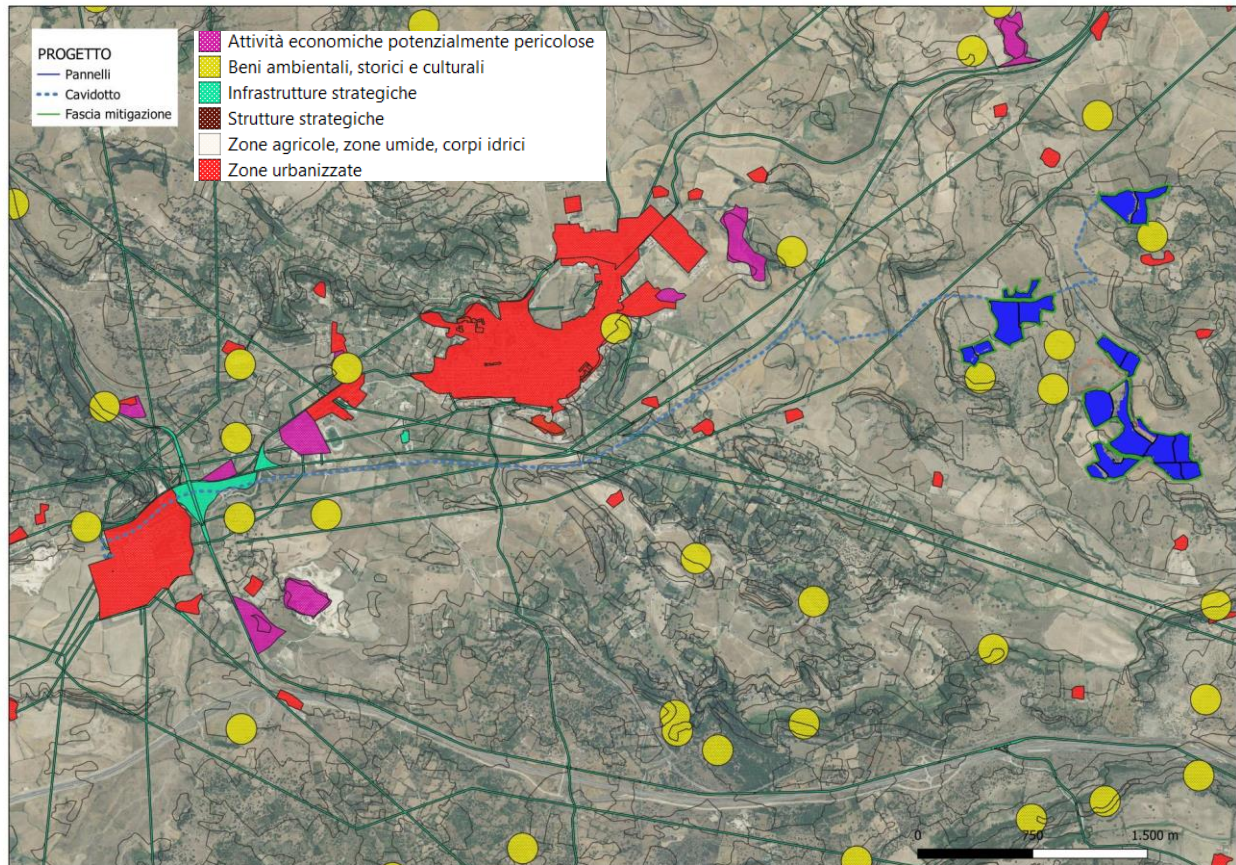 PROGETTO
Pannelli
Cavidotto
Fascia mitigazione
Attività economiche potenzialmente pericolose
Beni ambientali, storici e culturali
Infrastrutture strategiche
Strutture strategiche
Zone agricole, zone umide, corpi idrici
Zone urbanizzate
0 750 1.500 m